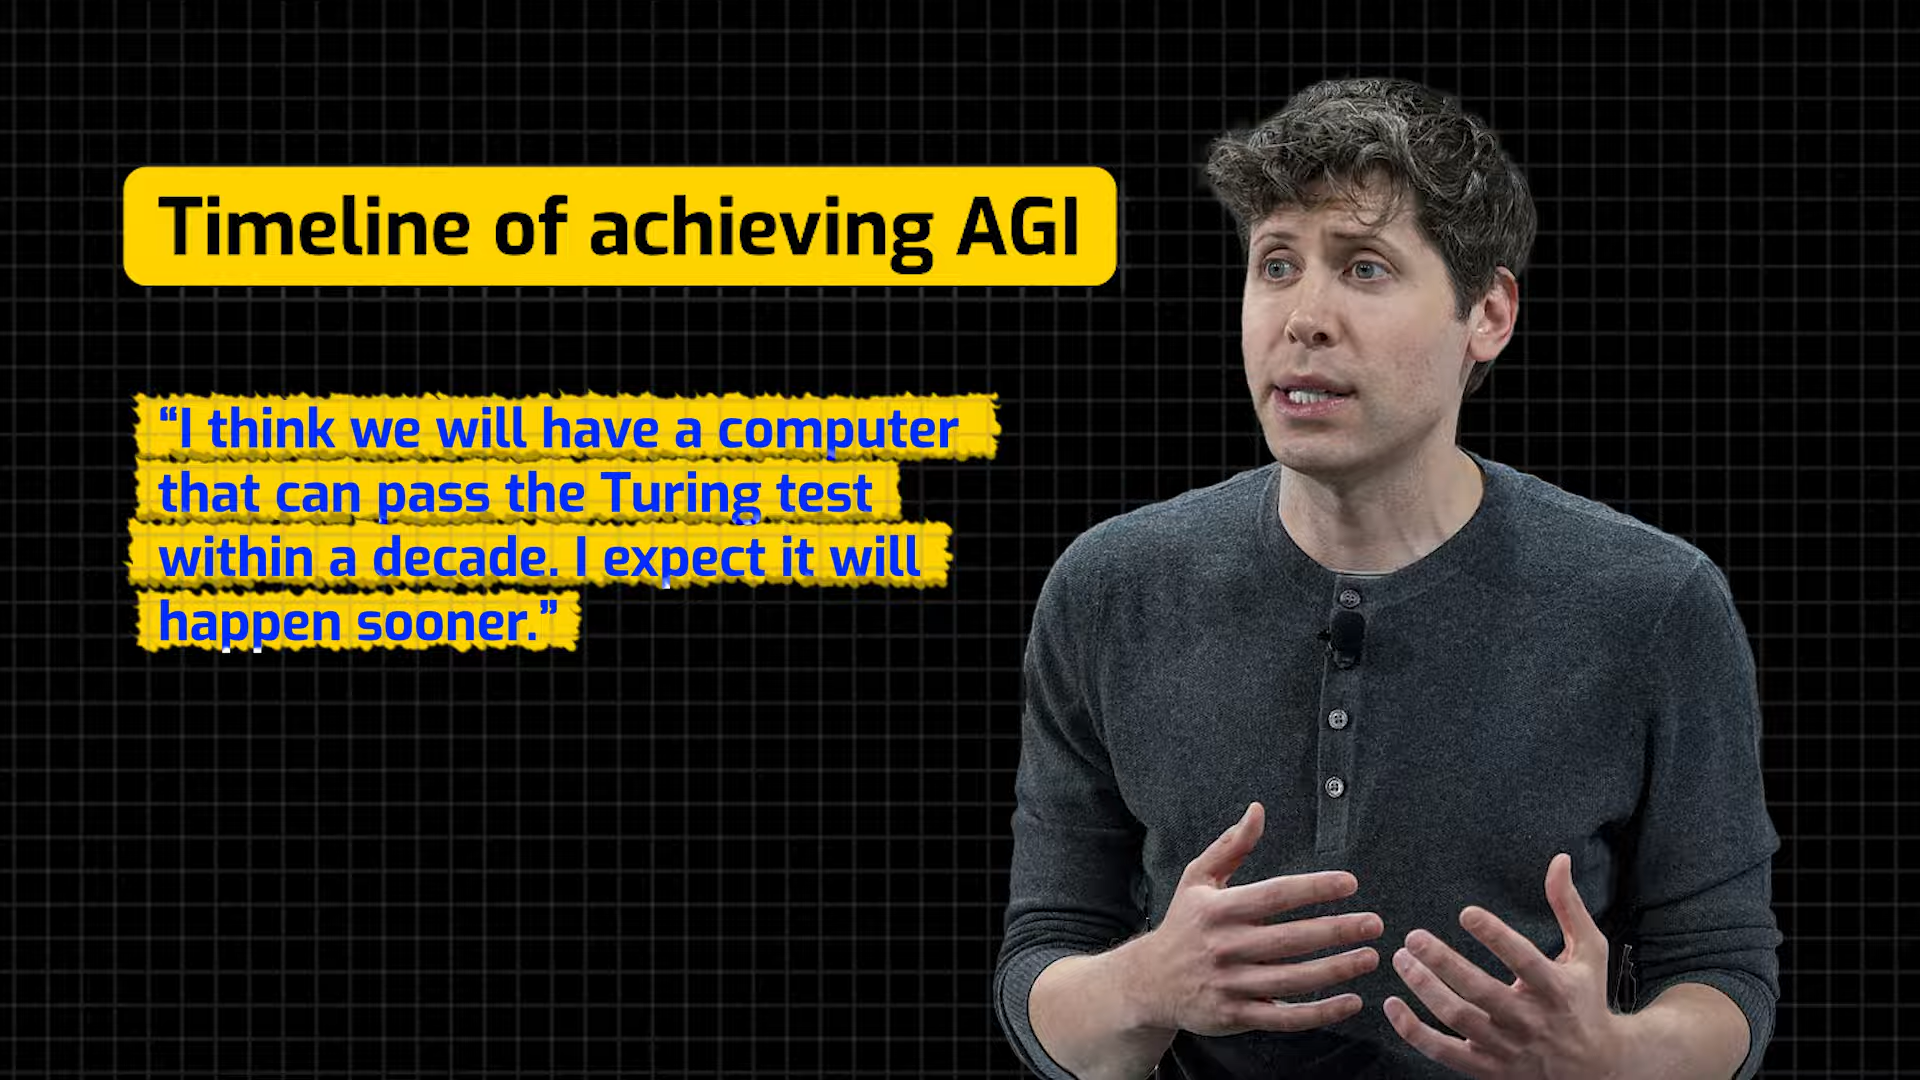 Timeline of achieving AGI
“I think we will have a computer
that can pass the Turing test
within a decade. I expect it will
happen sooner.”